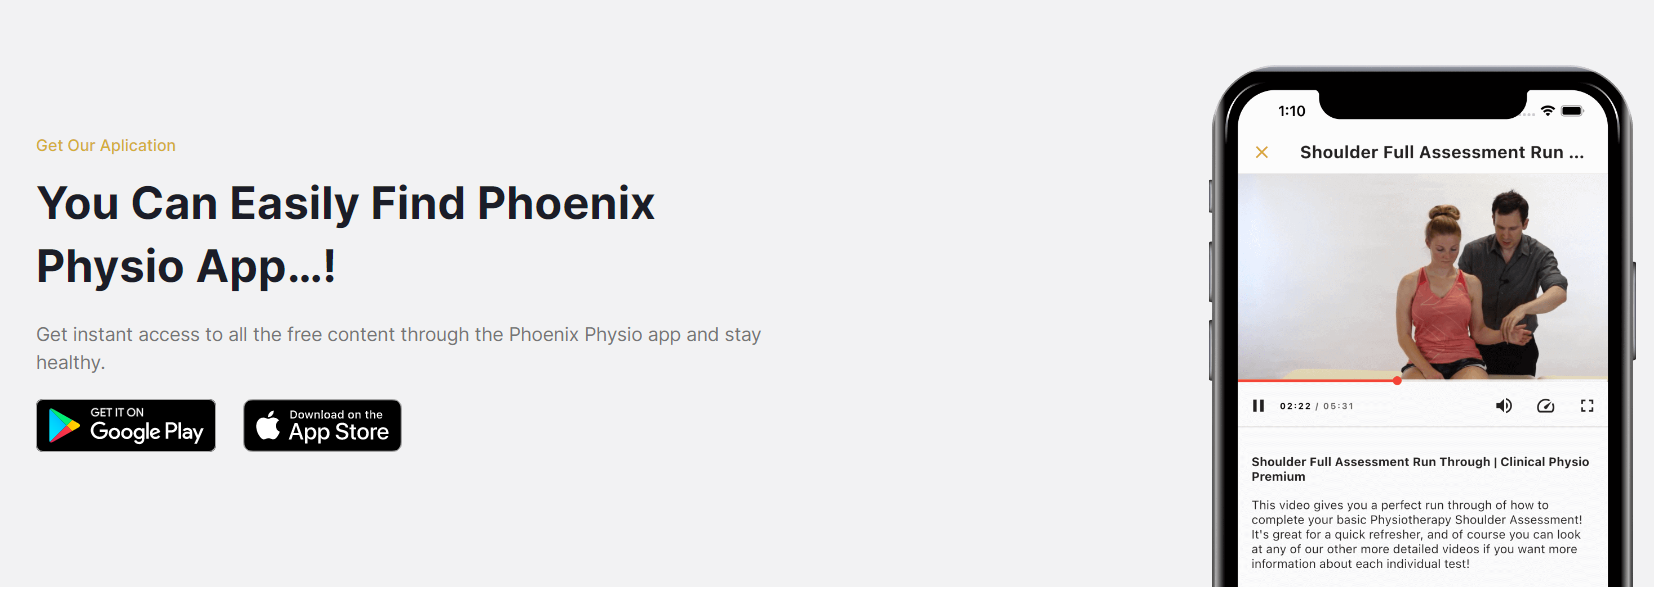 Get Our Aplication
You Can Easily Find Phoenix
Physio App...!
Get instant access to all the free content through the Phoenix Physio app and stay
healthy.
GET IT ON
Google Play
Download on the
App Store
1:10
Shoulder Full Assessment Run ...
02:22 / 05:31
Shoulder Full Assessment Run Through | Clinical Physio
Premium
This video gives you a perfect run through of how to
complete your basic Physiotherapy Shoulder Assessment!
It's great for a quick refresher, and of course you can look
at any of our other more detailed videos if you want more
information about each individual test!